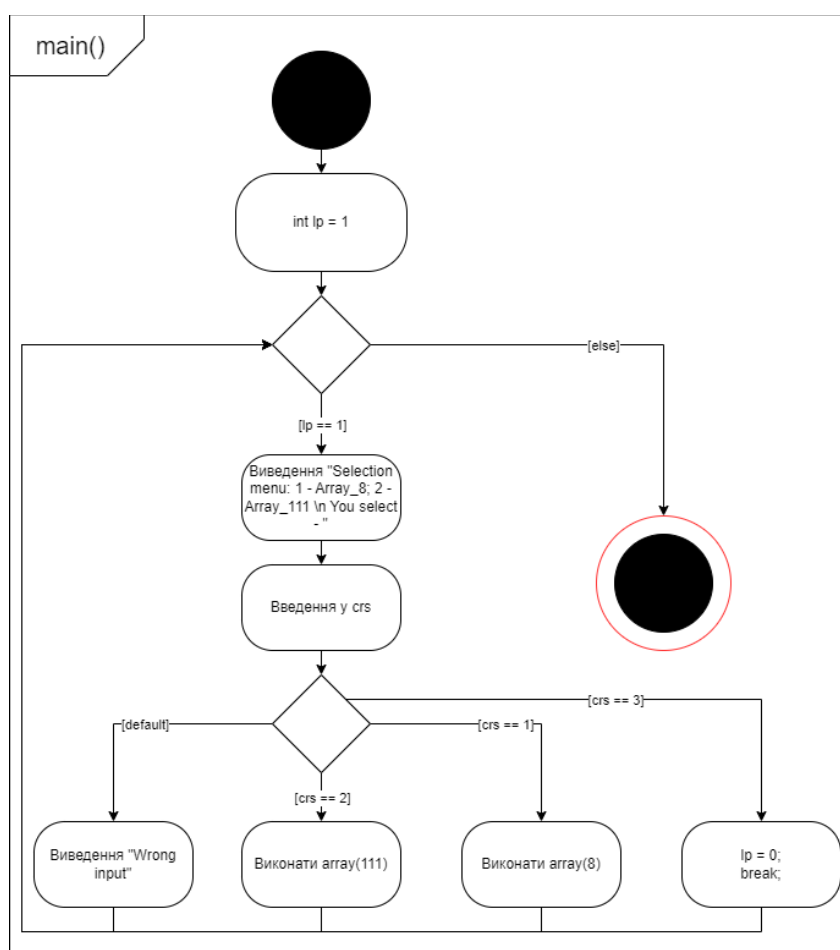 main()
int lp = 1
[else]
[lp == 1]
Виведення "Selection
menu: 1 - Array_8; 2 -
Array_111 \n You select
- "
Введення у crs
[crs == 3]
[default]
[crs == 1]
[crs == 2]
Виведення "Wrong
input"
Виконати array(111)
Виконати array(8)
lp = 0;
break;